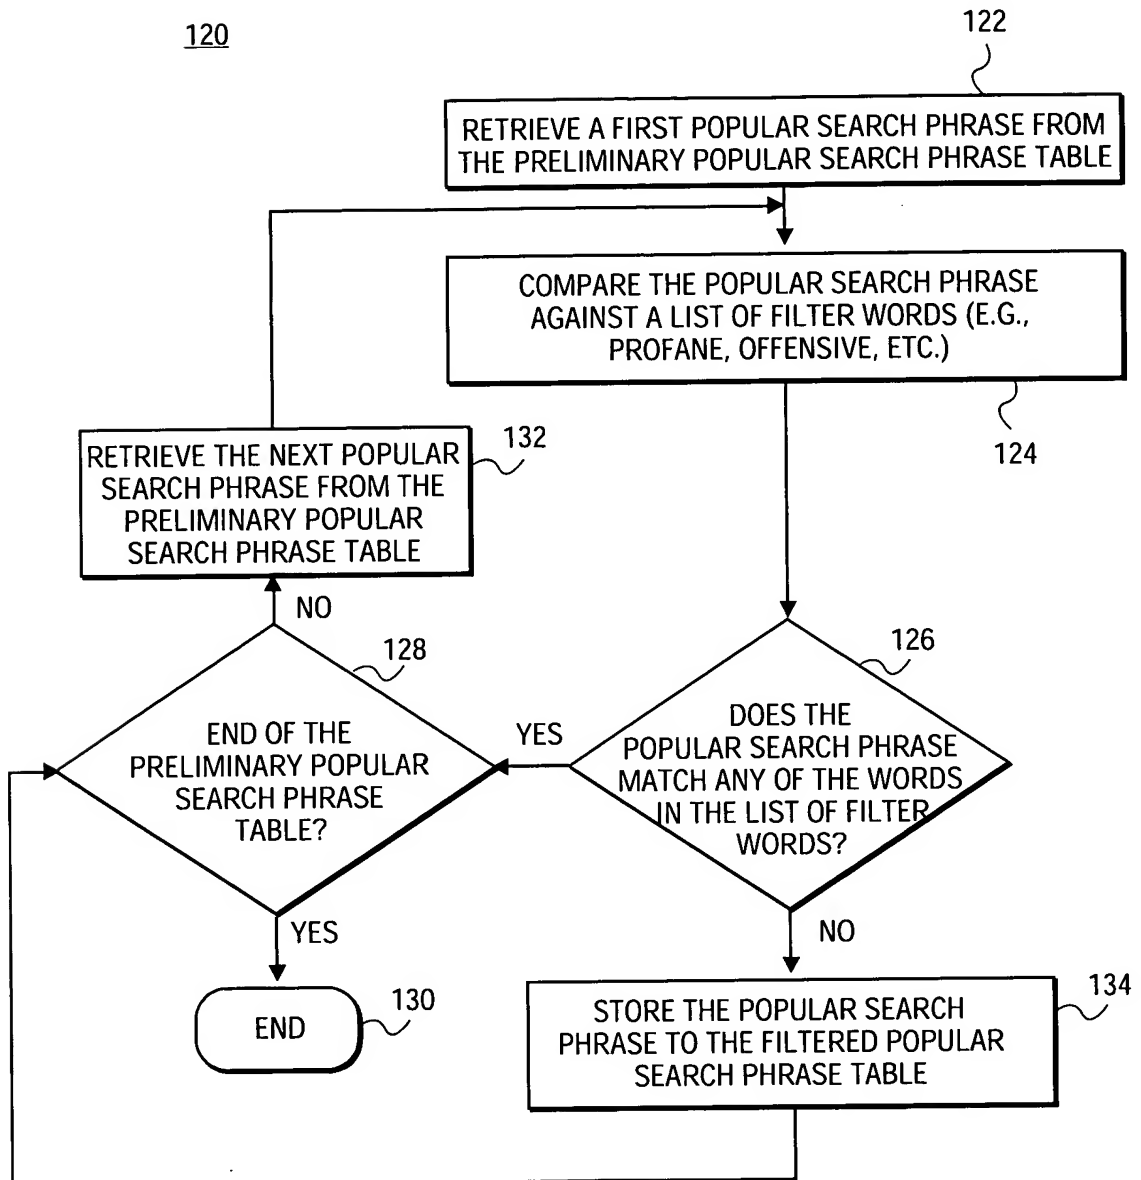 120
122
RETRIEVE A FIRST POPULAR SEARCH PHRASE FROM
THE PRELIMINARY POPULAR SEARCH PHRASE TABLE
COMPARE THE POPULAR SEARCH PHRASE
AGAINST A LIST OF FILTER WORDS (E.G.,
PROFANE, OFFENSIVE, ETC.)
124
132
RETRIEVE THE NEXT POPULAR
SEARCH PHRASE FROM THE
PRELIMINARY POPULAR
SEARCH PHRASE TABLE
NO
128
END OF THE
PRELIMINARY POPULAR
SEARCH PHRASE
TABLE?
YES
126
DOES THE
POPULAR SEARCH PHRASE
MATCH ANY OF THE WORDS
IN THE LIST OF FILTER
WORDS?
YES
NO
END
130
134
STORE THE POPULAR SEARCH
PHRASE TO THE FILTERED POPULAR
SEARCH PHRASE TABLE